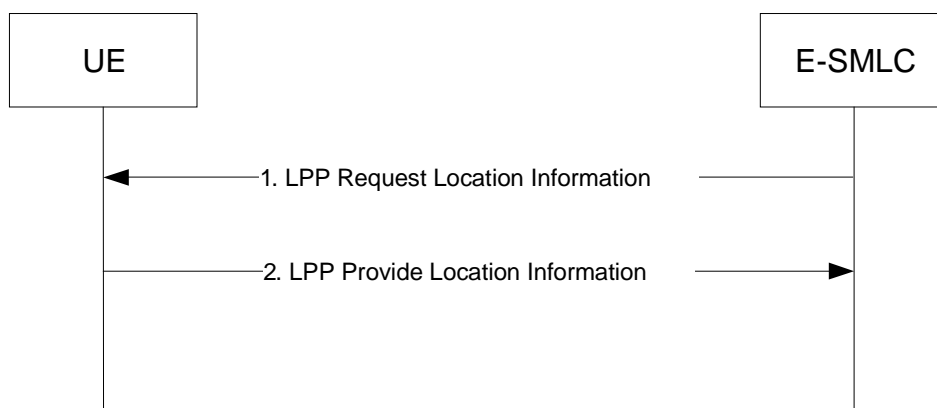 UE
E-SMLC
1. LPP Request Location Information
2. LPP Provide Location Information